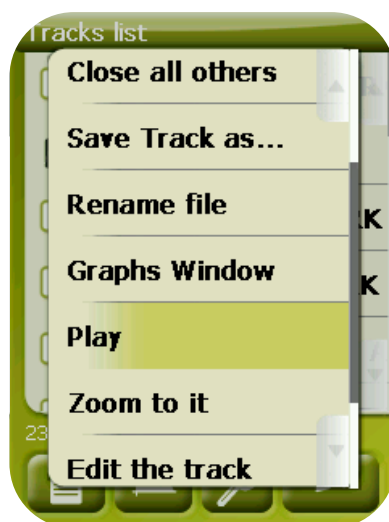 Tracks list
Close all others
Save Track as...
Rename file
RK
Graphs Window
K
Play
Zoom to it
23
Edit the track